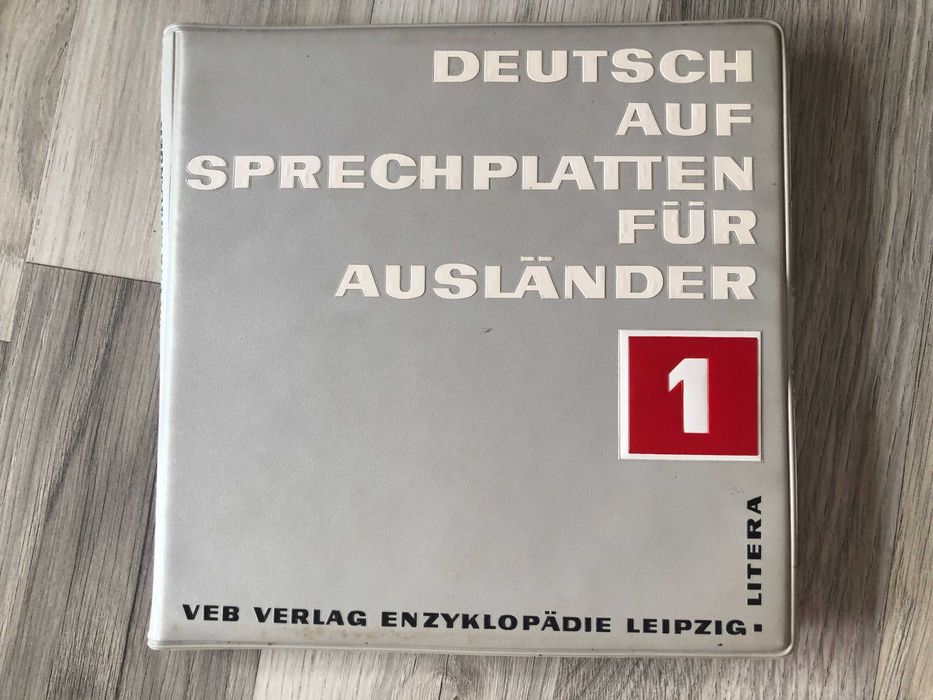 DEUTSCH
AUF
SPRECHPLATTEN
FÜR
AUSLÄNDER
1
LITERA
VEB VERLAG ENZYKLOPÄDIE LEIPZIG ▪